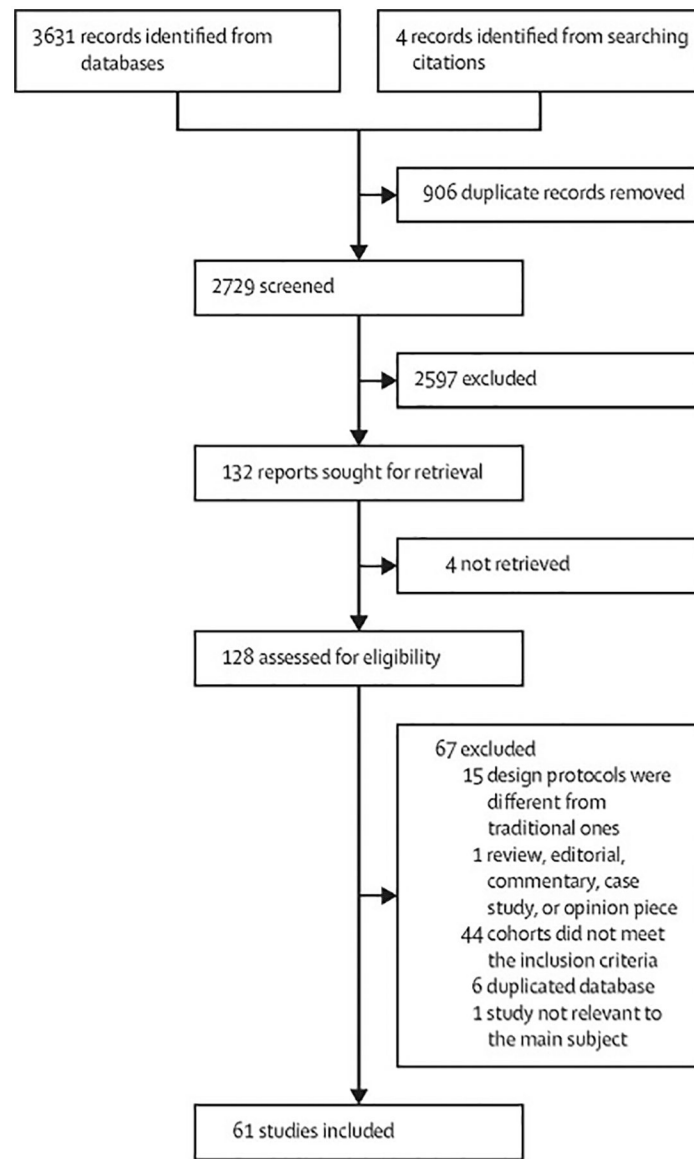 3631 records identified from
databases
4 records identified from searching
citations
906 duplicate records removed
2729 screened
2597 excluded
132 reports sought for retrieval
4 not retrieved
128 assessed for eligibility
67 excluded
15 design protocols were
different from
traditional ones
1 review, editorial,
commentary, case
study, or opinion piece
44 cohorts did not meet
the inclusion criteria
6 duplicated database
1 study not relevant to
the main subject
61 studies included